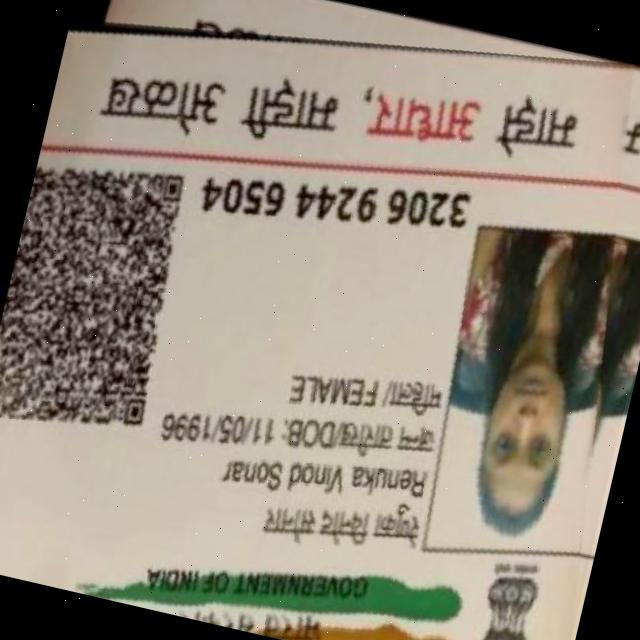 भारत सरकार
GOVERNMENT OF INDIA
रेणुका विनोद सोनार
Renuka Vinod Sonar
जन्म तारीख/DOB: 11/05/1996
महिला/ FEMALE
3206 9244 6504
माझे आधार, माझी ओळख